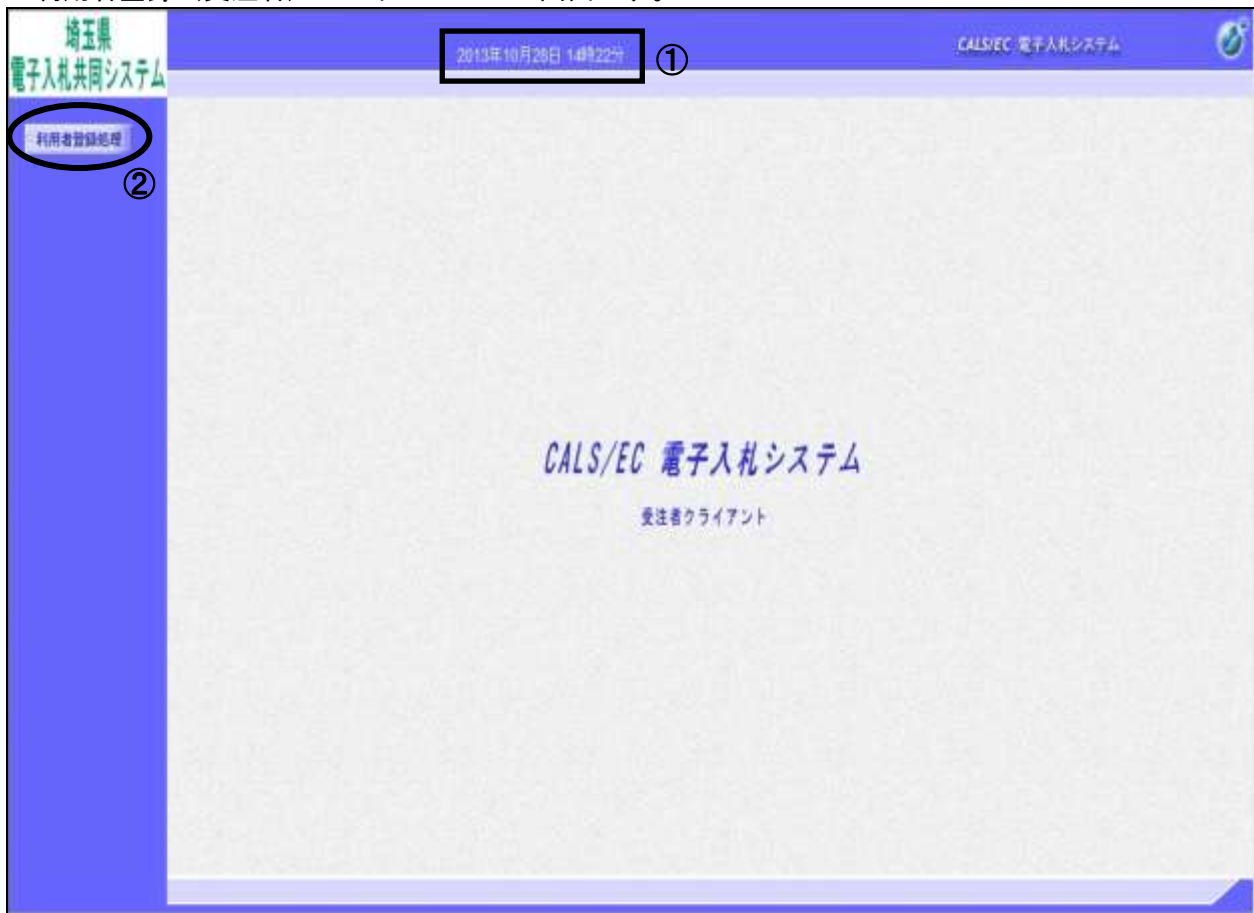 埼玉県
電子入札共同システム
2013年10月28日 14時22分
①
CALS/EC 電子入札システム
利用者登録処理
②
CALS/EC 電子入札システム
受注者クライアント